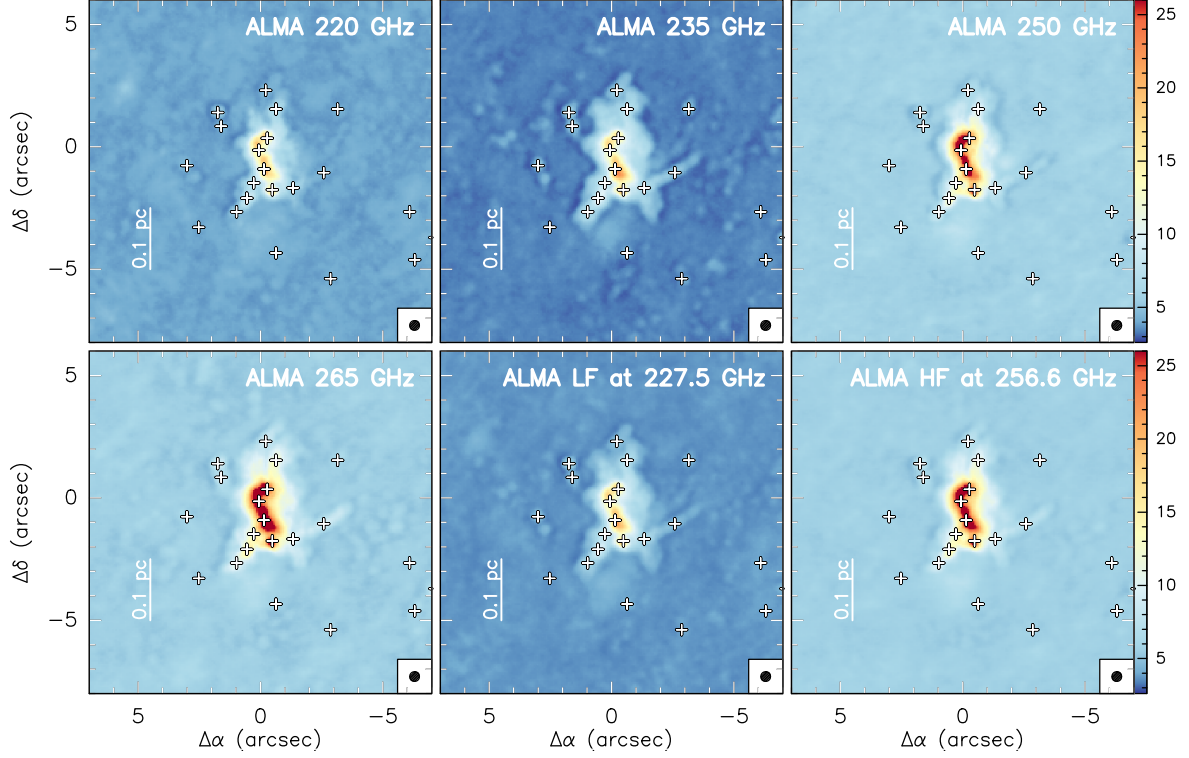 ALMA 220 GHz
ALMA 235 GHz
ALMA 250 GHz
5
0
−5
Δδ (arcsec)
0.1 pc
0.1 pc
0.1 pc
25
20
15
10
5
ALMA 265 GHz
ALMA LF at 227.5 GHz
ALMA HF at 256.6 GHz
5
0
−5
Δδ (arcsec)
0.1 pc
0.1 pc
0.1 pc
25
20
15
10
5
5 0 −5
5 0 −5
5 0 −5
Δα (arcsec)
Δα (arcsec)
Δα (arcsec)